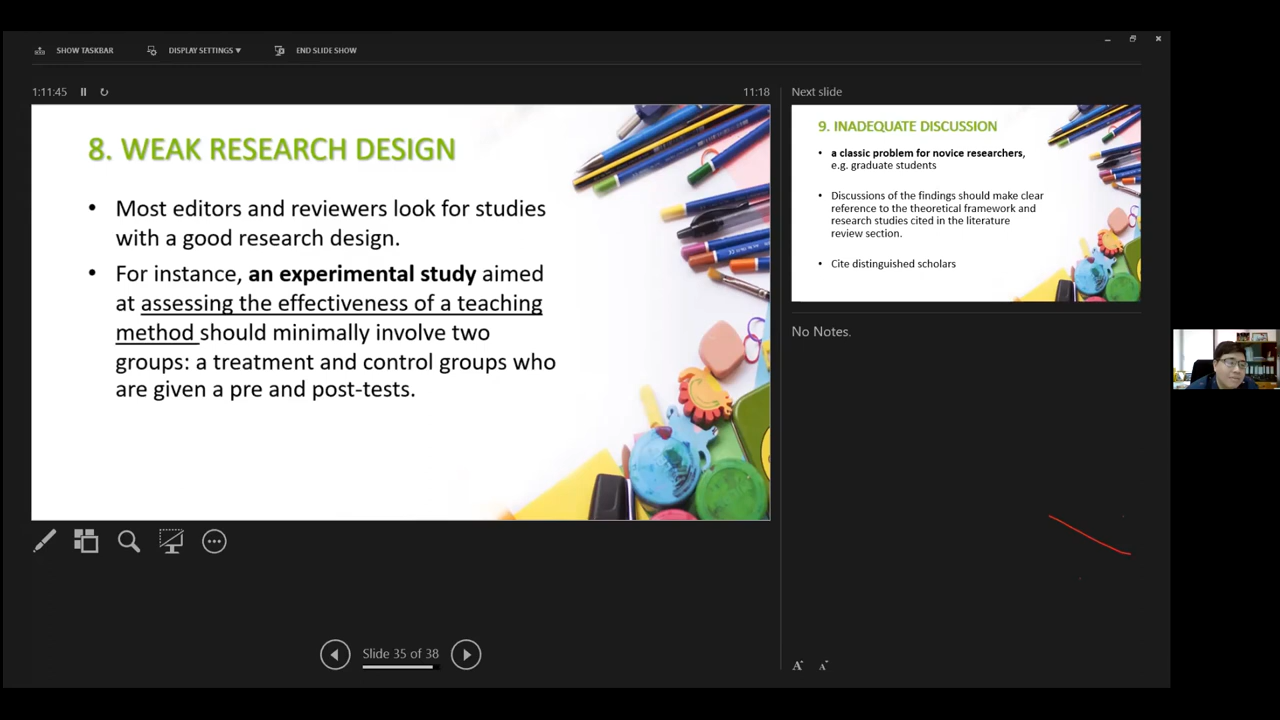 SHOW TASKBAR
DISPLAY SETTINGS ▼
END SLIDE SHOW
1:11:45
11:18
8. WEAK RESEARCH DESIGN
• Most editors and reviewers look for studies
with a good research design.
• For instance, an experimental study aimed
at assessing the effectiveness of a teaching
method should minimally involve two
groups: a treatment and control groups who
are given a pre and post-tests.
Slide 35 of 38
Next slide
9. INADEQUATE DISCUSSION
• a classic problem for novice researchers,
e.g. graduate students
• Discussions of the findings should make clear
reference to the theoretical framework and
research studies cited in the literature
review section.
• Cite distinguished scholars
No Notes.
A A